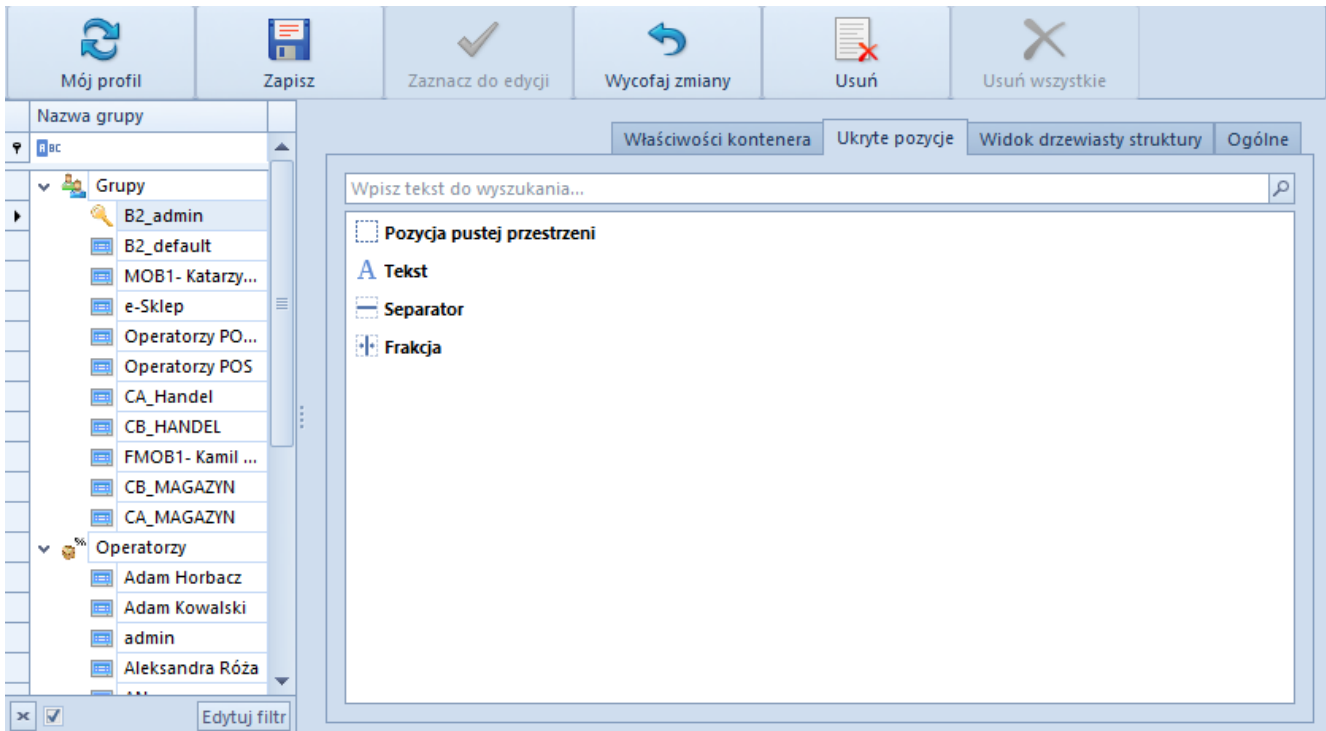 Mój profil
Zapisz
Zaznacz do edycji
Wycofaj zmiany
Usuń
Usuń wszystkie
Nazwa grupy
ABC
Grupy
B2_admin
B2_default
MOB1- Katarzy...
e-Sklep
Operatorzy PO...
Operatorzy POS
CA_Handel
CB_HANDEL
FMOB1- Kamil ...
CB_MAGAZYN
CA_MAGAZYN
Operatorzy
Adam Horbacz
Adam Kowalski
admin
Aleksandra Róża
Edytuj filtr
Właściwości kontenera
Ukryte pozycje
Widok drzewiasty struktury
Ogólne
Wpisz tekst do wyszukania...
Pozycja pustej przestrzeni
A Tekst
Separator
Frakcja